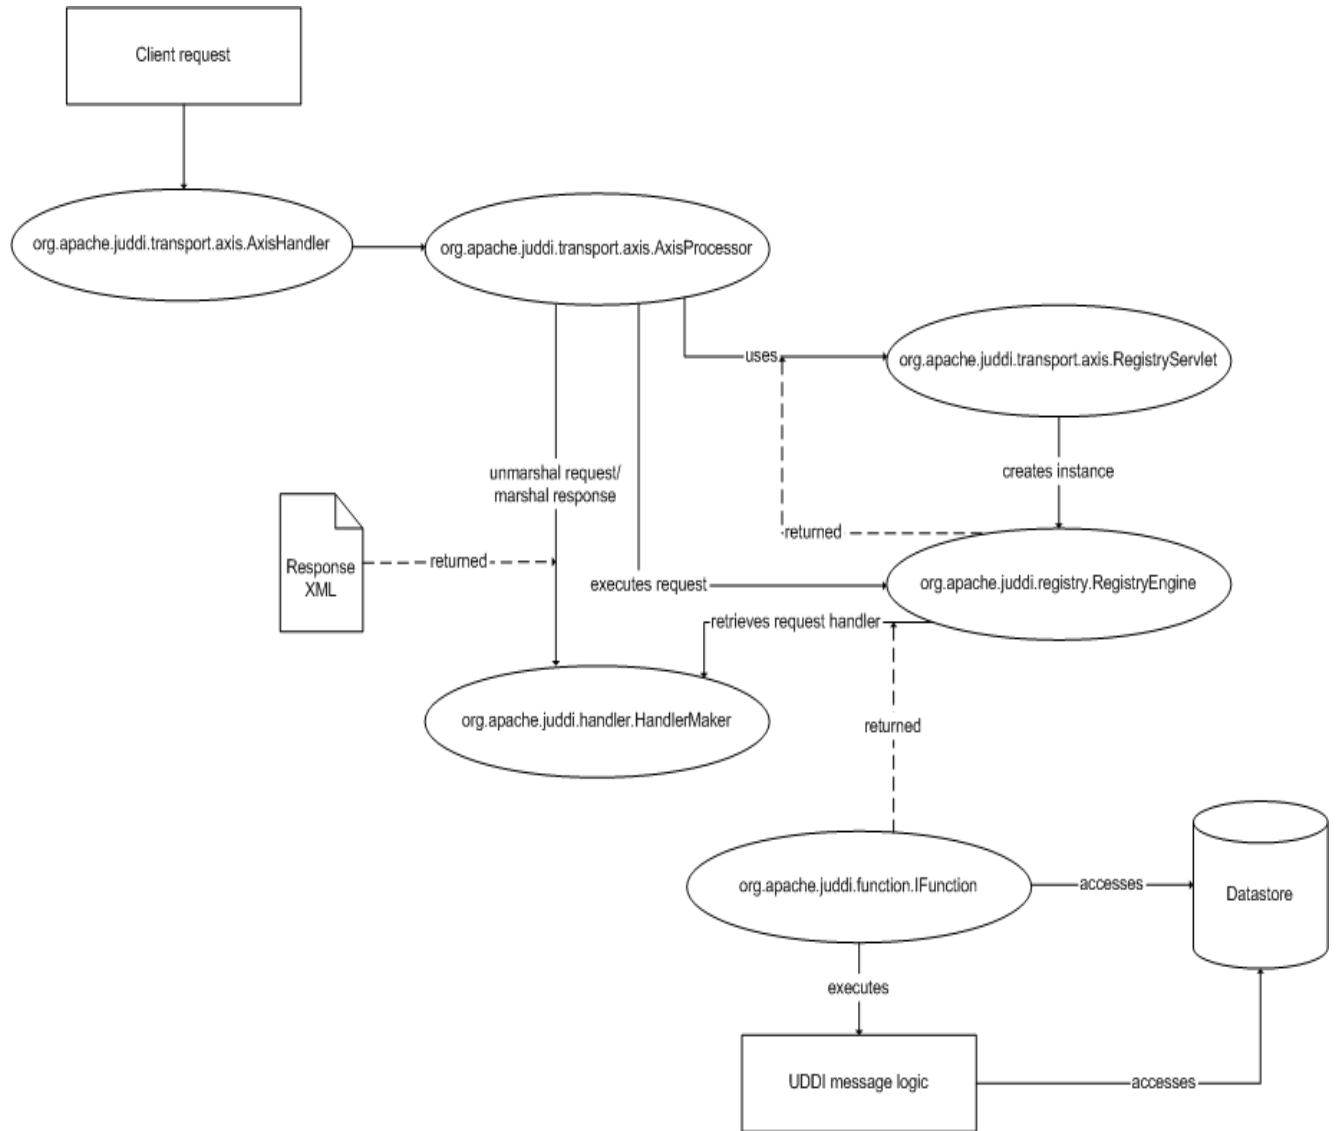 Client request
org.apache.juddi.transport.axis.AxisHandler
org.apache.juddi.transport.axis.AxisProcessor
uses
org.apache.juddi.transport.axis.RegistryServlet
unmarshal request/
marshal response
creates instance
returned
Response
XML
returned
executes request
org.apache.juddi.registry.RegistryEngine
retrieves request handler
org.apache.juddi.handler.HandlerMaker
returned
org.apache.juddi.function.IFunction
accesses
Datastore
executes
UDDI message logic
accesses